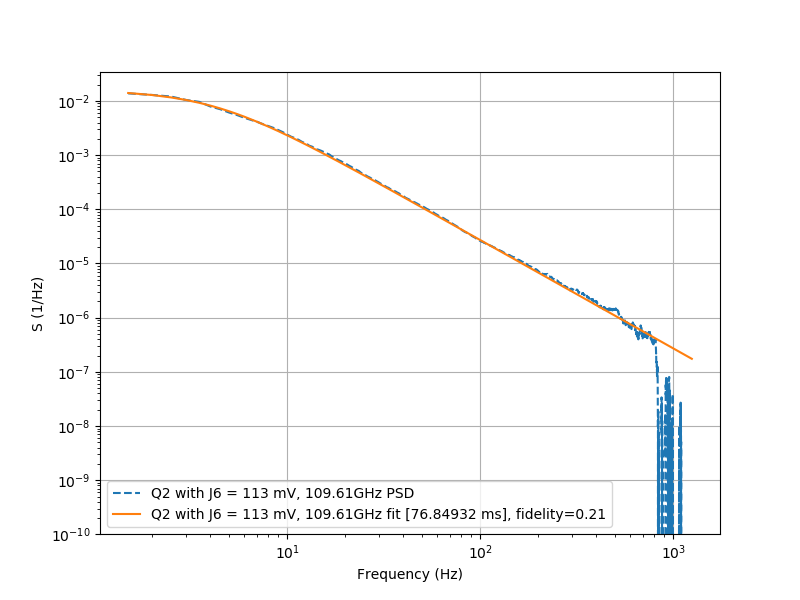 10⁻²
10⁻³
10⁻⁴
10⁻⁵
10⁻⁶
10⁻⁷
10⁻⁸
10⁻⁹
10⁻¹⁰
S (1/Hz)
Q2 with J6 = 113 mV, 109.61GHz PSD
Q2 with J6 = 113 mV, 109.61GHz fit [76.84932 ms], fidelity=0.21
10¹ 10² 10³
Frequency (Hz)